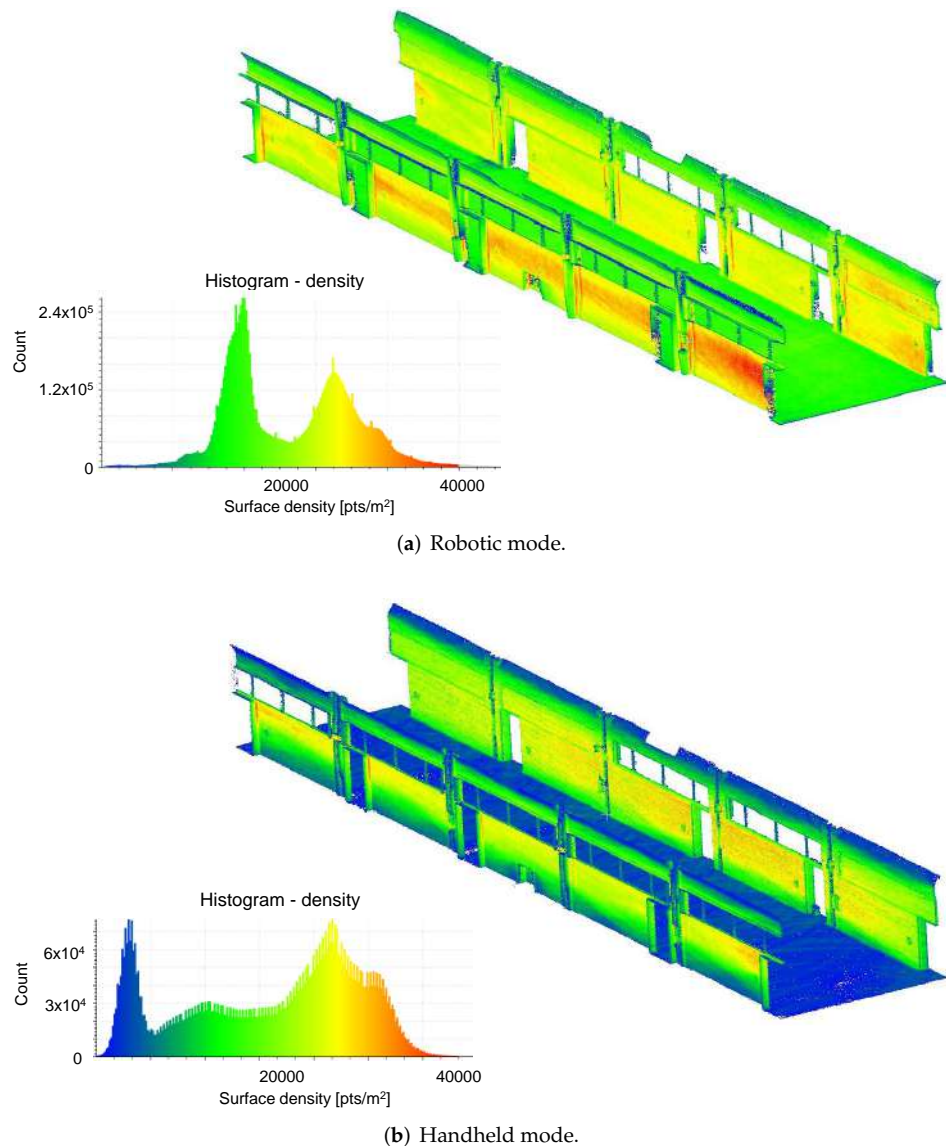 Histogram - density
2.4x10⁵
Count
1.2x10⁵
0
20000
40000
Surface density [pts/m²]
(a) Robotic mode.
Histogram - density
6x10⁴
Count
3x10⁴
0
20000
40000
Surface density [pts/m²]
(b) Handheld mode.